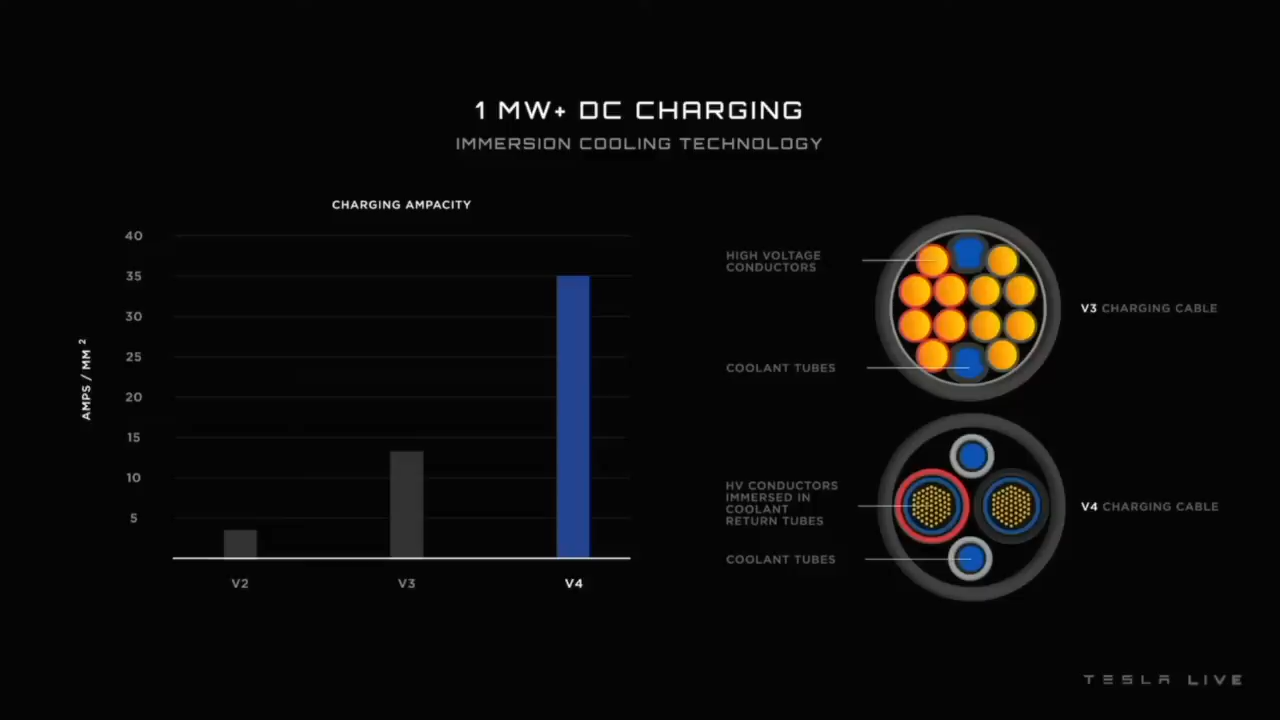 1 MW+ DC CHARGING
IMMERSION COOLING TECHNOLOGY
CHARGING AMPACITY
AMPS / MM 2
40
35
30
25
20
15
10
5
V2
V3
V4
HIGH VOLTAGE
CONDUCTORS
COOLANT TUBES
V3 CHARGING CABLE
HV CONDUCTORS
IMMERSED IN
COOLANT
RETURN TUBES
COOLANT TUBES
V4 CHARGING CABLE
TESLA LIVE